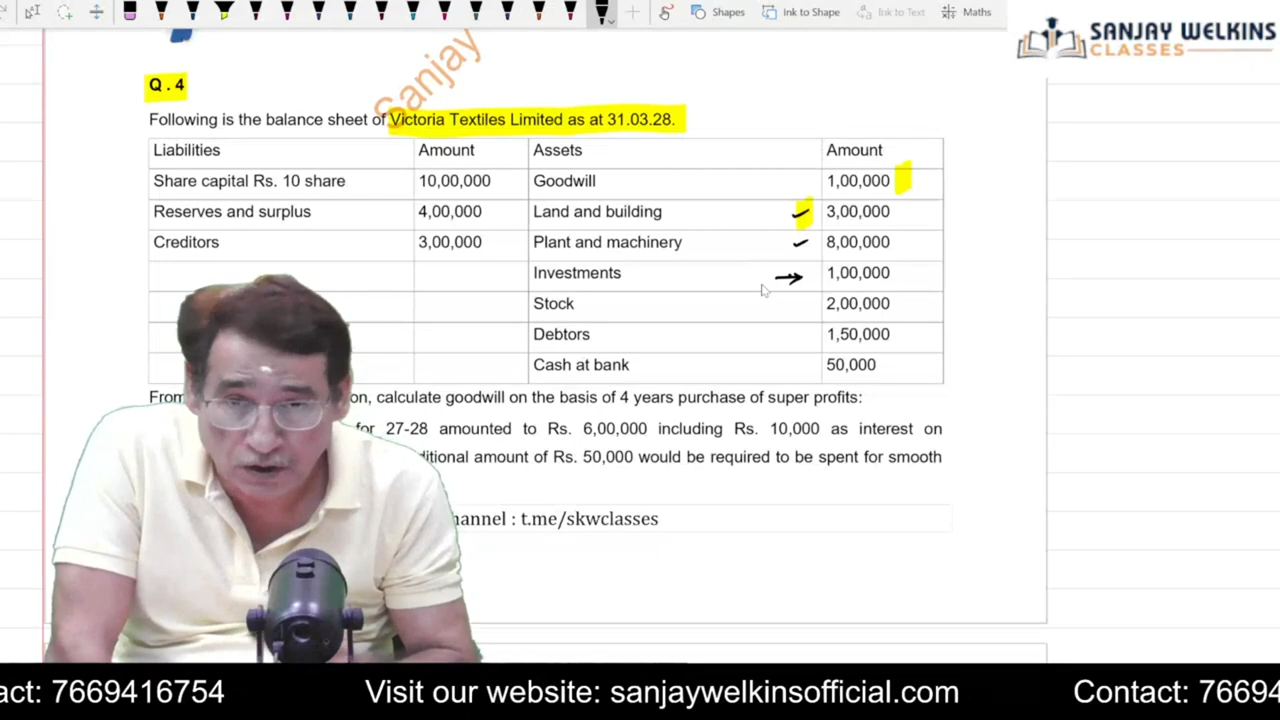 Shapes Ink to Shape Ink to Text Maths
SANJAY WELKINS
CLASSES
Sanjay
Q . 4
Following is the balance sheet of Victoria Textiles Limited as at 31.03.28.
Liabilities Amount Assets Amount
Share capital Rs. 10 share 10,00,000 Goodwill 1,00,000
Reserves and surplus 4,00,000 Land and building 3,00,000
Creditors 3,00,000 Plant and machinery 8,00,000
Investments 1,00,000
Stock 2,00,000
Debtors 1,50,000
Cash at bank 50,000
calculate goodwill on the basis of 4 years purchase of super profits:
for 27-28 amounted to Rs. 6,00,000 including Rs. 10,000 as interest on
amount of Rs. 50,000 would be required to be spent for smooth
: t.me/skwclasses
7669416754 Visit our website: sanjaywelkinsofficial.com Contact: